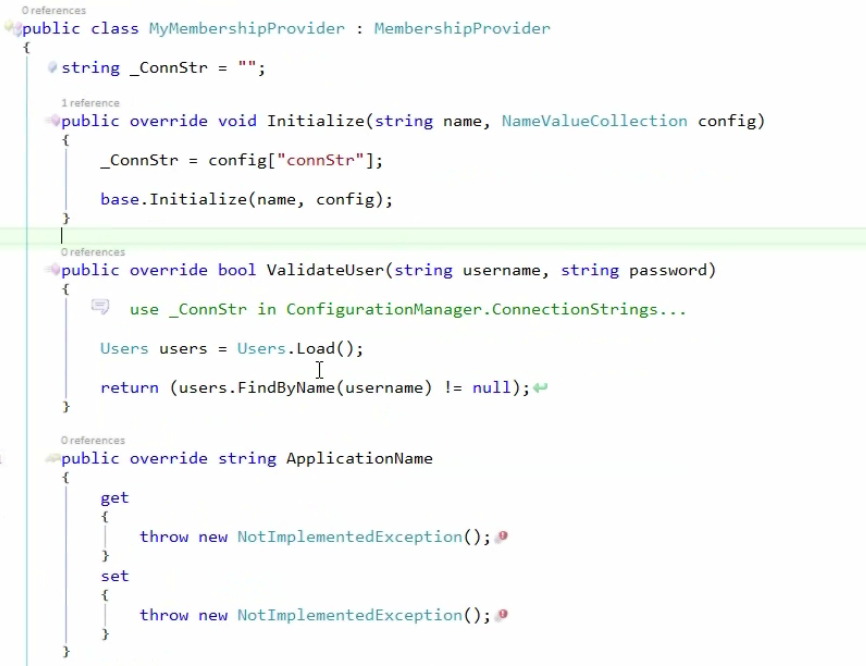 0 references
public class MyMembershipProvider : MembershipProvider
{
string _ConnStr = "";
1 reference
public override void Initialize(string name, NameValueCollection config)
{
_ConnStr = config["connStr"];
base.Initialize(name, config);
}
0 references
public override bool ValidateUser(string username, string password)
{
use _ConnStr in ConfigurationManager.ConnectionStrings...
Users users = Users.Load();
return (users.FindByName(username) != null);
}
0 references
public override string ApplicationName
{
get
{
throw new NotImplementedException();
}
set
{
throw new NotImplementedException();
}
}